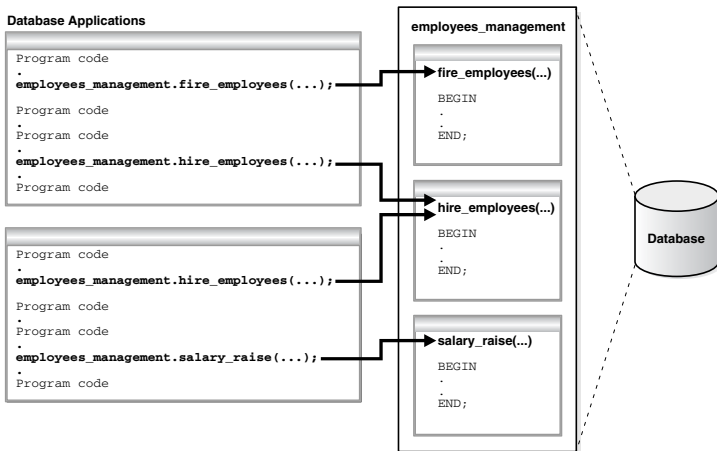 Database Applications
Program code
.
employees_management.fire_employees(...);
Program code
.
Program code
.
employees_management.hire_employees(...);
.
Program code
Program code
.
employees_management.hire_employees(...);
Program code
.
Program code
.
employees_management.salary_raise(...);
.
Program code
employees_management
fire_employees(...)
BEGIN
.
.
END;
hire_employees(...)
BEGIN
.
.
END;
salary_raise(...)
BEGIN
.
.
END;
Database